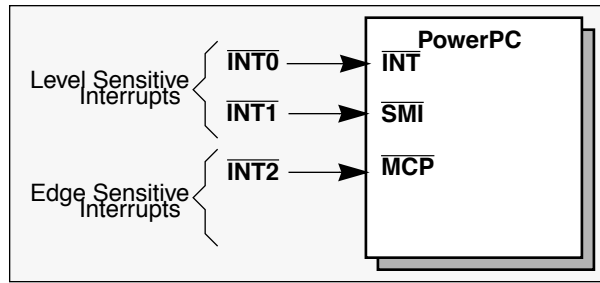 PowerPC
Level Sensitive
Interrupts
INT0
INT
INT1
SMI
Edge Sensitive
Interrupts
INT2
MCP